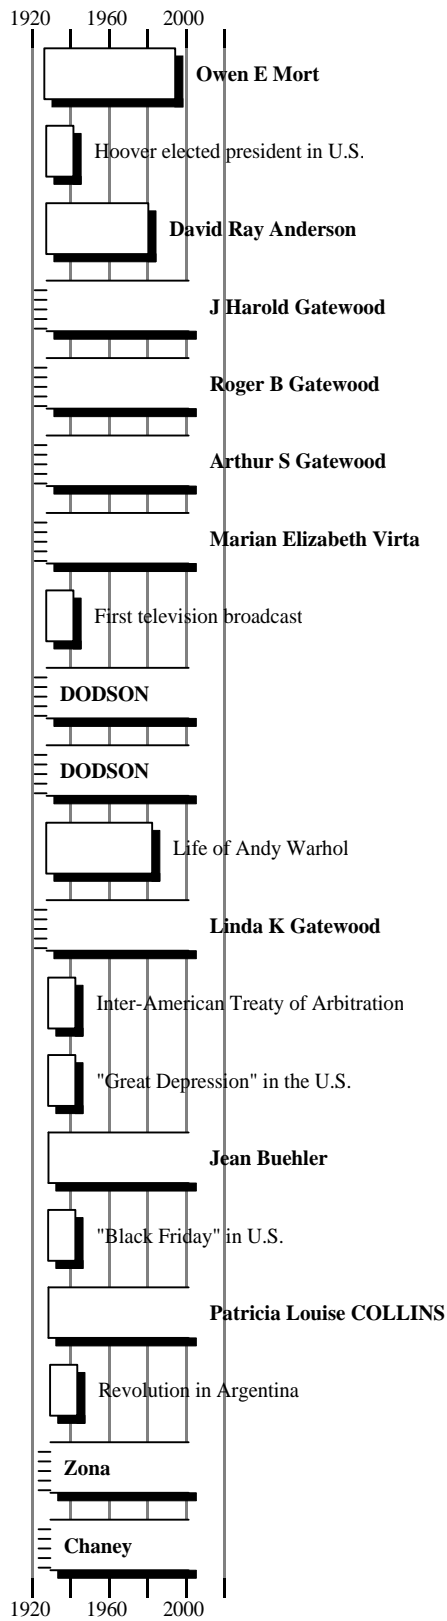 1920 1960 2000
Owen E Mort
Hoover elected president in U.S.
David Ray Anderson
J Harold Gatewood
Roger B Gatewood
Arthur S Gatewood
Marian Elizabeth Virta
First television broadcast
DODSON
DODSON
Life of Andy Warhol
Linda K Gatewood
Inter-American Treaty of Arbitration
"Great Depression" in the U.S.
Jean Buehler
"Black Friday" in U.S.
Patricia Louise COLLINS
Revolution in Argentina
Zona
Chaney
1920 1960 2000